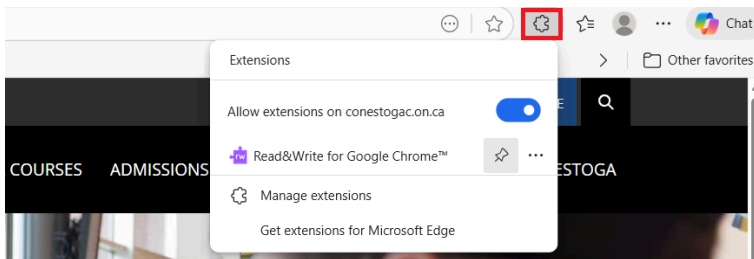 Chat
Extensions
Other favorites
Allow extensions on conestogac.on.ca
E
rw Read&Write for Google Chrome™
COURSES ADMISSIONS ESTOGA
Manage extensions
Get extensions for Microsoft Edge